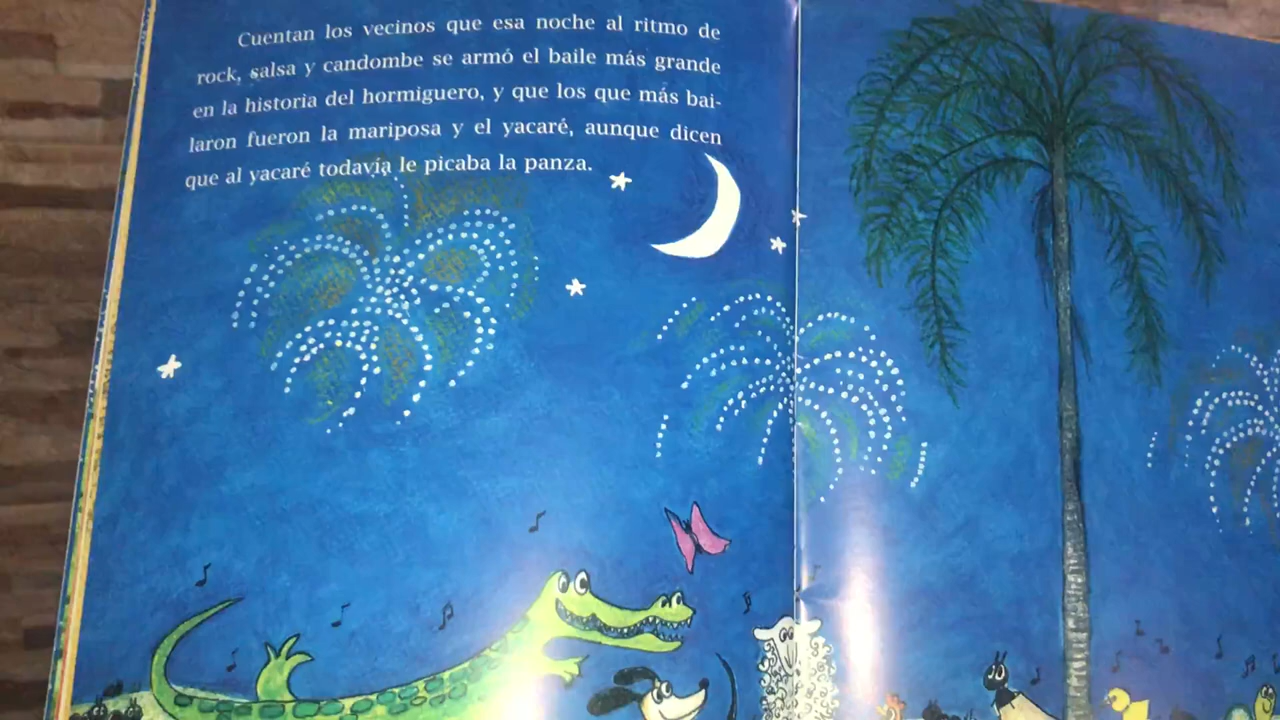 Cuentan los vecinos que esa noche al ritmo de
rock, salsa y candombe se armó el baile más grande
en la historia del hormiguero, y que los que más bai-
laron fueron la mariposa y el yacaré, aunque dicen
que al yacaré todavía le picaba la panza.